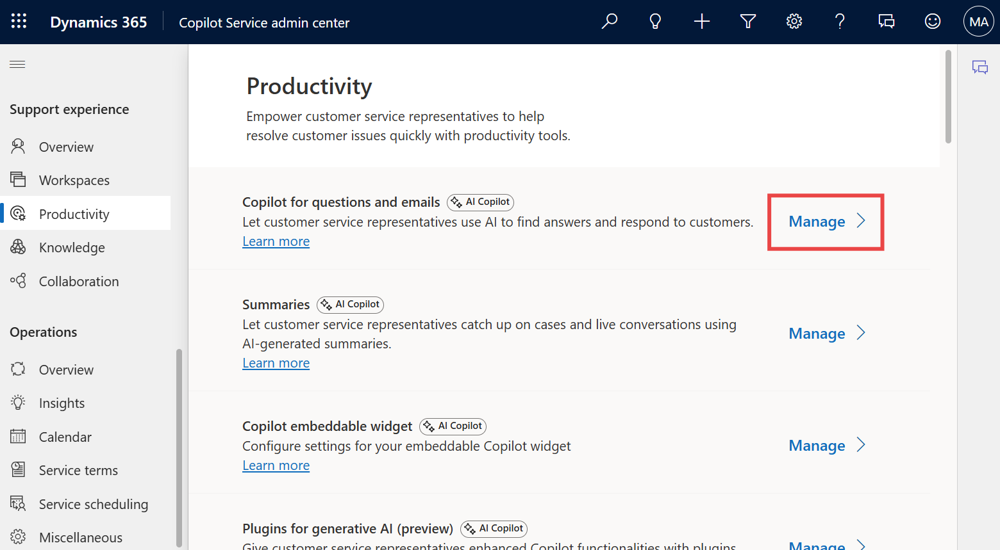 Dynamics 365
Copilot Service admin center
MA
Support experience
Overview
Workspaces
Productivity
Knowledge
Collaboration
Operations
Overview
Insights
Calendar
Service terms
Service scheduling
Miscellaneous
Productivity
Empower customer service representatives to help
resolve customer issues quickly with productivity tools.
Copilot for questions and emails AI Copilot
Let customer service representatives use AI to find answers and respond to customers.
Learn more
Manage
Summaries AI Copilot
Let customer service representatives catch up on cases and live conversations using
AI-generated summaries.
Learn more
Manage
Copilot embeddable widget AI Copilot
Configure settings for your embeddable Copilot widget
Learn more
Manage
Plugins for generative AI (preview) AI Copilot
Give customer service representatives enhanced Copilot functionalities with plugins
Manage